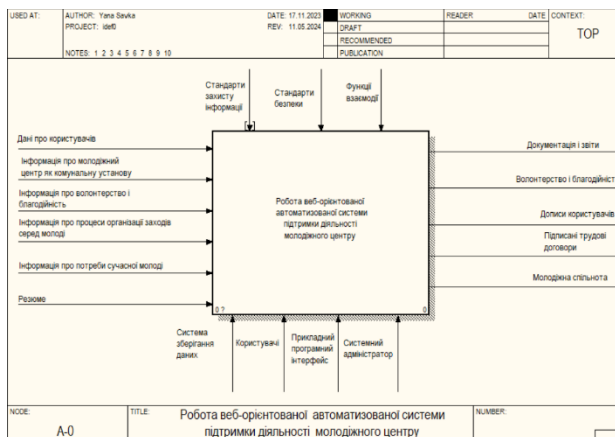 USED AT:
AUTHOR: Yana Savka
DATE: 17.11.2023
WORKING
READER
DATE
CONTEXT:
PROJECT: idef0
REV: 11.05.2024
DRAFT
TOP
RECOMMENDED
NOTES: 1 2 3 4 5 6 7 8 9 10
PUBLICATION
Стандарти
захисту
інформації
Стандарти
безпеки
Функції
взаємодії
Дані про користувачів
Інформація про молодіжний
центр як комунальну установу
Інформація про волонтерство і
благодійність
Інформація про процеси організації заходів
серед молоді
Інформація про потреби сучасної молоді
Резюме
Робота веб-орієнтованої
автоматизованої системи
підтримки діяльності
молодіжного центру
0 ?
0
Документація і звіти
Волонтерство і благодійніст
Дописи користувачів
Підписані трудові
договори
Молодіжна спільнота
Система
зберігання
даних
Користувачі
Прикладний
програмний
інтерфейс
Системний
адміністратор
NODE:
TITLE:
NUMBER:
A-0
Робота веб-орієнтованої автоматизованої системи
підтримки діяльності молодіжного центру